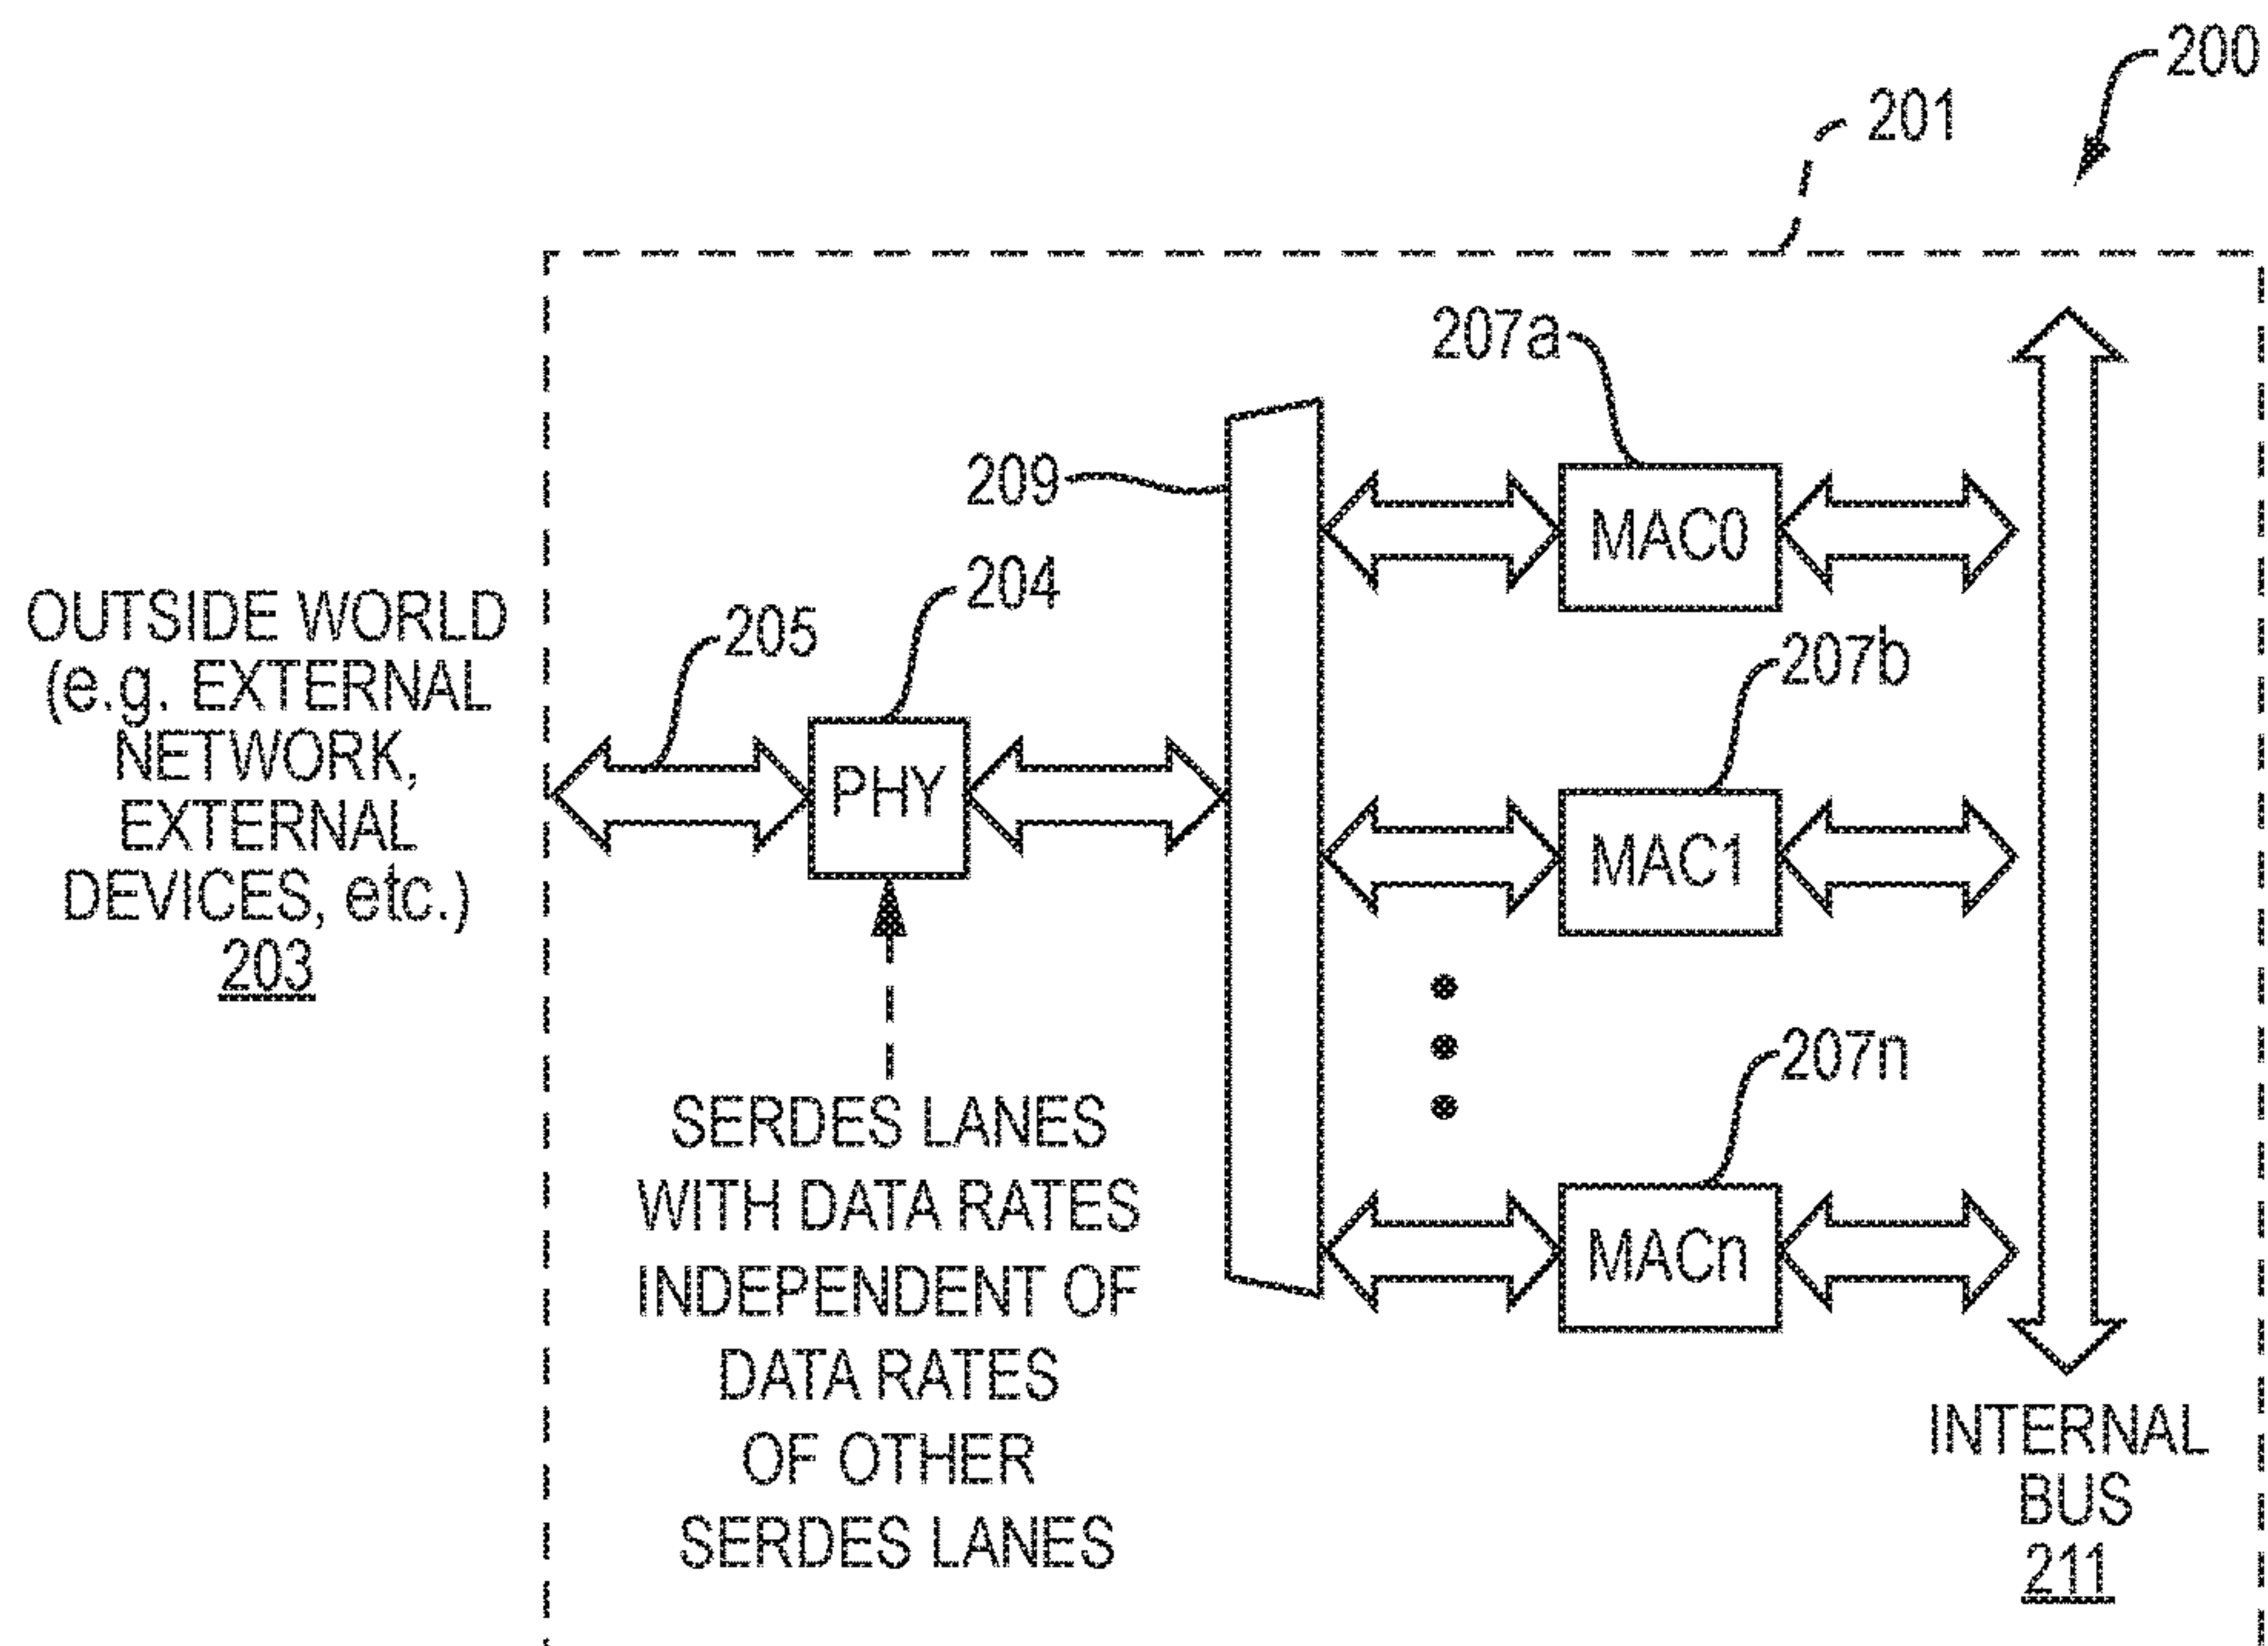 200
201
207a
209
MAC0
204
205
207b
OUTSIDE WORLD
(e.g. EXTERNAL
NETWORK,
EXTERNAL
DEVICES, etc.)
203
PHY
MAC1
207n
SERDES LANES
WITH DATA RATES
INDEPENDENT OF
DATA RATES
OF OTHER
SERDES LANES
MACn
INTERNAL
BUS
211